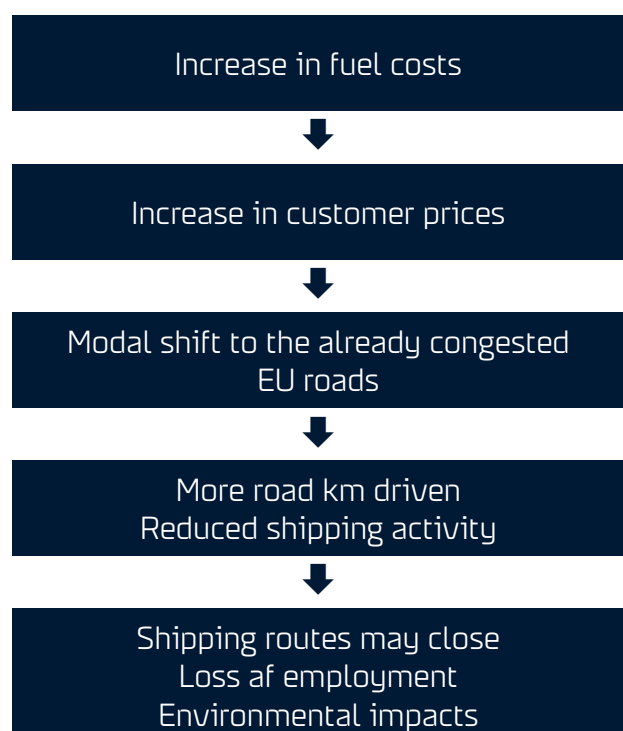 Increase in fuel costs
Increase in customer prices
Modal shift to the already congested
EU roads
More road km driven
Reduced shipping activity
Shipping routes may close
Loss af employment
Environmental impacts